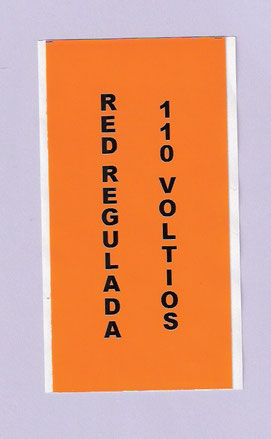 RED REGULADA
110 VOLTIOS